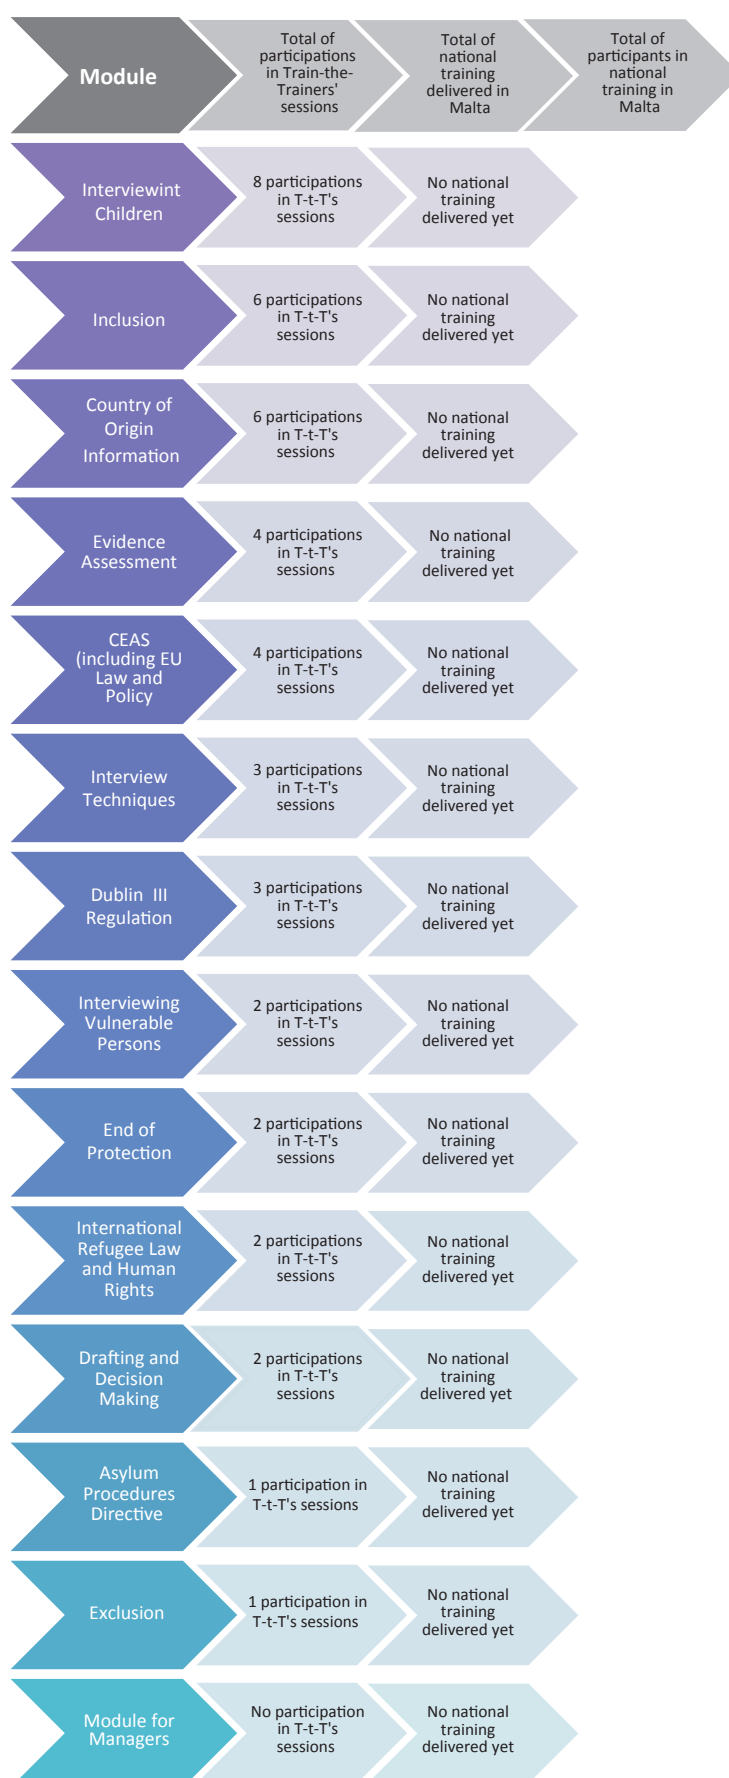 Module
Total of
participations
in Train-the-
Trainers'
sessions
Total of
national
training
delivered in
Malta
Total of
participants in
national
training in
Malta
Interviewint
Children
8 participations
in T-t-T's
sessions
No national
training
delivered yet
Inclusion
6 participations
in T-t-T's
sessions
No national
training
delivered yet
Country of
Origin
Information
6 participations
in T-t-T's
sessions
No national
training
delivered yet
Evidence
Assessment
4 participations
in T-t-T's
sessions
No national
training
delivered yet
CEAS
(including EU
Law and
Policy
4 participations
in T-t-T's
sessions
No national
training
delivered yet
Interview
Techniques
3 participations
in T-t-T's
sessions
No national
training
delivered yet
Dublin III
Regulation
3 participations
in T-t-T's
sessions
No national
training
delivered yet
Interviewing
Vulnerable
Persons
2 participations
in T-t-T's
sessions
No national
training
delivered yet
End of
Protection
2 participations
in T-t-T's
sessions
No national
training
delivered yet
International
Refugee Law
and Human
Rights
2 participations
in T-t-T's
sessions
No national
training
delivered yet
Drafting and
Decision
Making
2 participations
in T-t-T's
sessions
No national
training
delivered yet
Asylum
Procedures
Directive
1 participation in
T-t-T's sessions
No national
training
delivered yet
Exclusion
1 participation in
T-t-T's sessions
No national
training
delivered yet
Module for
Managers
No participation
in T-t-T's
sessions
No national
training
delivered yet